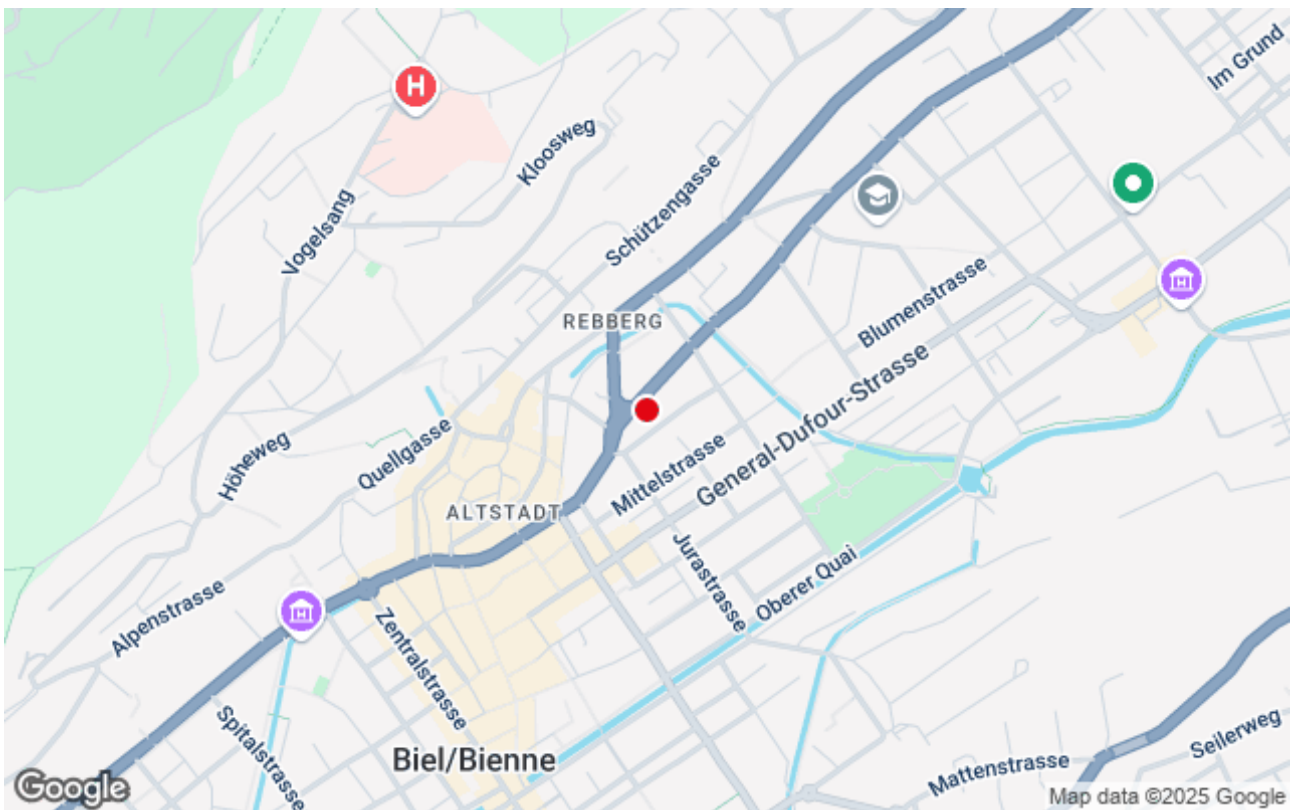 Im Grund
H
Kloosweg
Schützengasse
Vogelsang
Blumenstrasse
REBBERG
H
General-Dufour-Strasse
Quellgasse
Höheweg
Mittelstrasse
ALTSTADT
Jurastrasse
Oberer Quai
Alpenstrasse
H
Zentralstrasse
Spitalstrasse
Biel/Bienne
Seilerweg
Mattenstrasse
Google
Map data ©2025 Google